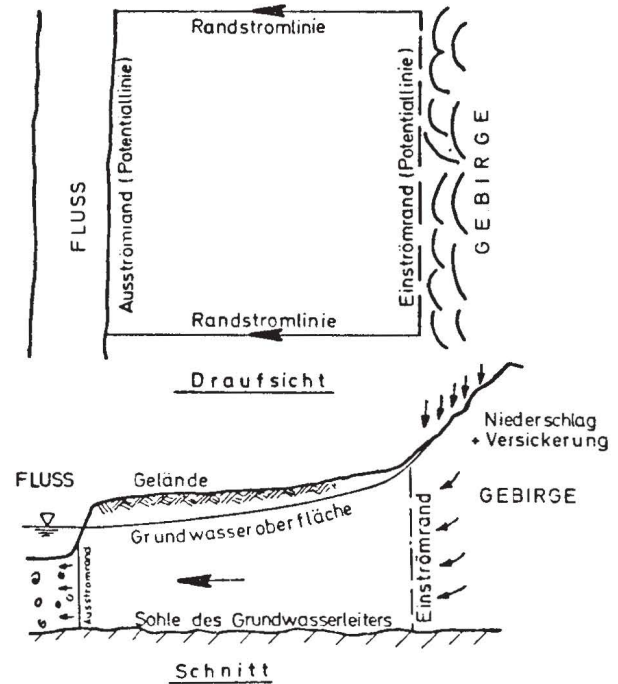 Randstromlinie
FLUSS
Ausströmrand (Potentiallinie)
Einströmrand (Potentiallinie)
GEBIRGE
Randstromlinie
Draufsicht
Niederschlag
+ Versickerung
FLUSS
Gelände
GEBIRGE
Grundwasseroberfläche
Ausströmrand
Einströmrand
Sohle des Grundwasserleiters
Schnitt